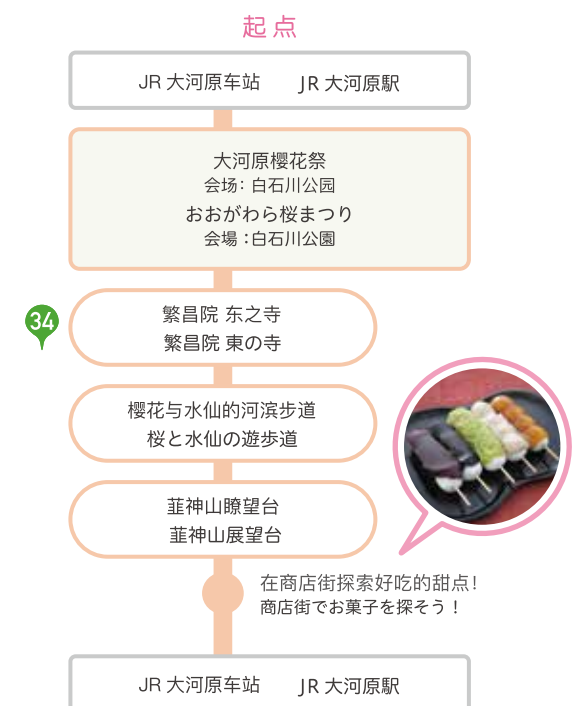 起点
JR 大河原车站 JR 大河原駅
大河原樱花祭
会场：白石川公园
おおがわら桜まつり
会場：白石川公園
34
繁昌院 东之寺
繁昌院 東の寺
樱花与水仙的河滨步道
桜と水仙の遊歩道
韮神山瞭望台
韮神山展望台
在商店街探索好吃的甜点！
商店街でお菓子を探そう！
JR 大河原车站 JR 大河原駅